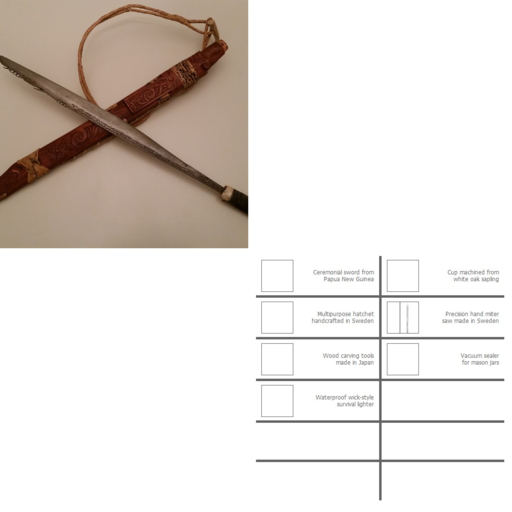 Ceremonial sword from
Papua New Guinea
Cup machined from
white oak sapling
Multipurpose hatchet
handcrafted in Sweden
Precision hand miter
saw made in Sweden
Wood carving tools
made in Japan
Vacuum sealer
for mason jars
Waterproof wick-style
survival lighter